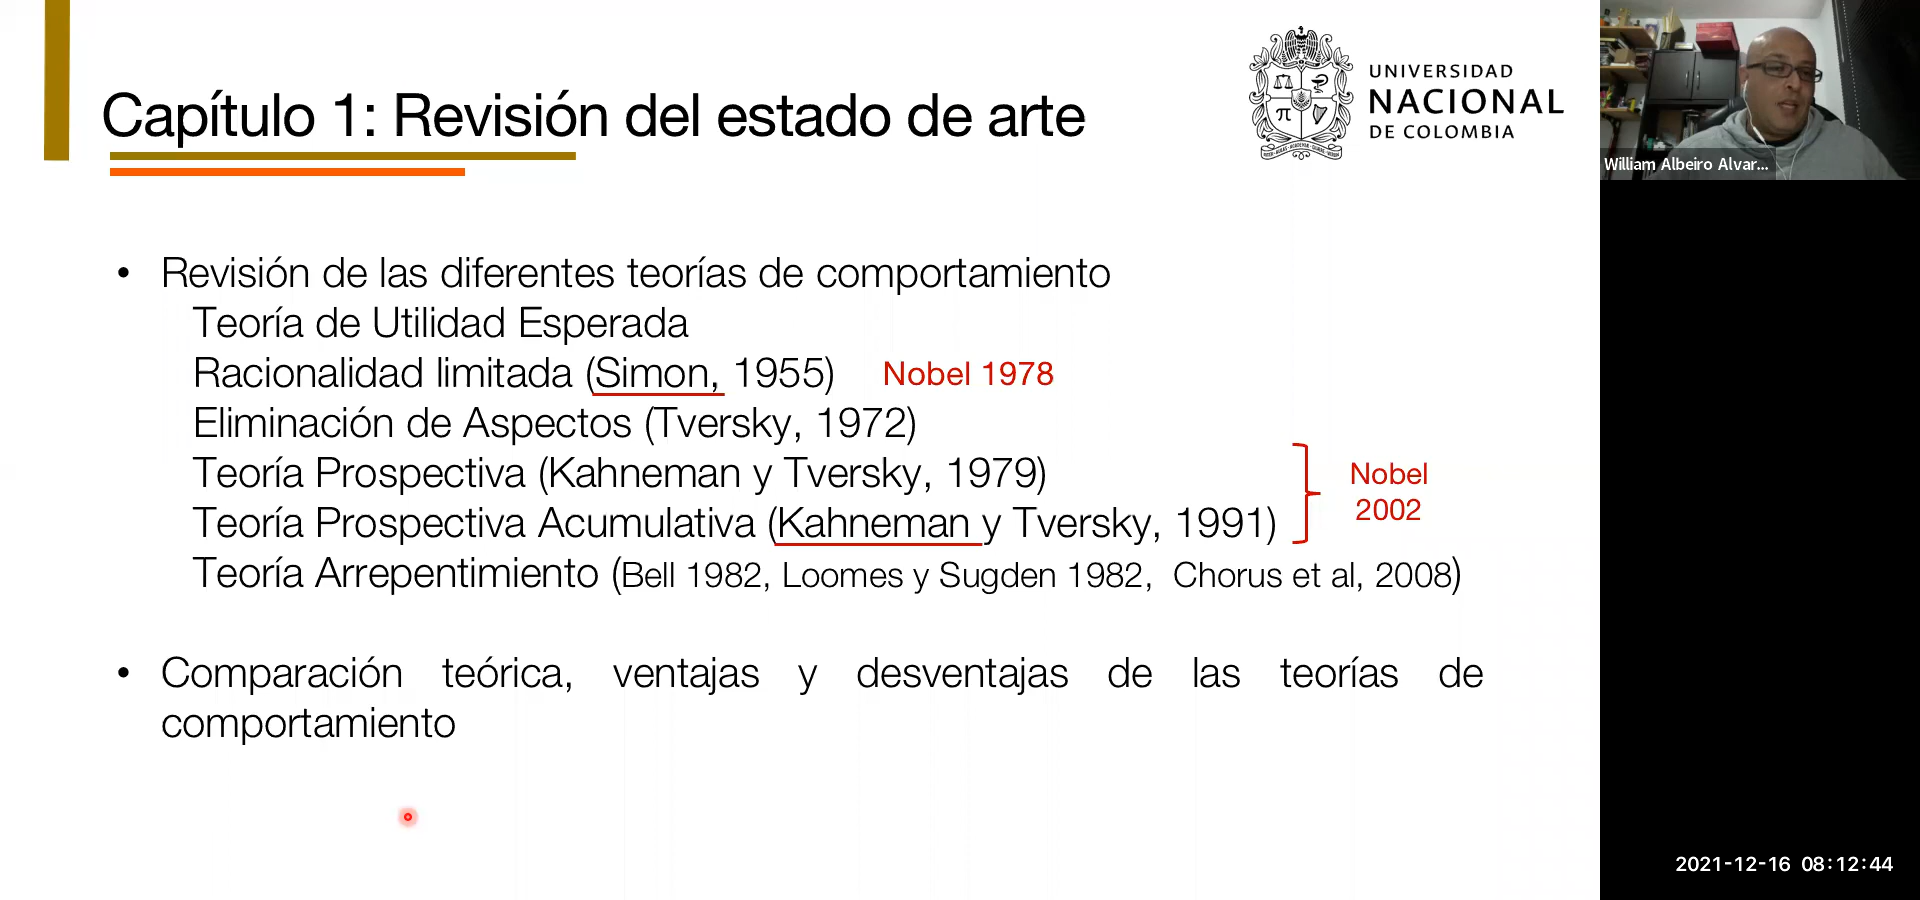 Capítulo 1: Revisión del estado de arte
UNIVERSIDAD
NACIONAL
DE COLOMBIA
William Albeiro Alvar...
• Revisión de las diferentes teorías de comportamiento
Teoría de Utilidad Esperada
Racionalidad limitada (Simon, 1955) Nobel 1978
Eliminación de Aspectos (Tversky, 1972)
Teoría Prospectiva (Kahneman y Tversky, 1979)
Teoría Prospectiva Acumulativa (Kahneman y Tversky, 1991)
Nobel
2002
Teoría Arrepentimiento (Bell 1982, Loomes y Sugden 1982, Chorus et al, 2008)
• Comparación teórica, ventajas y desventajas de las teorías de
comportamiento
2021-12-16 08:12:44